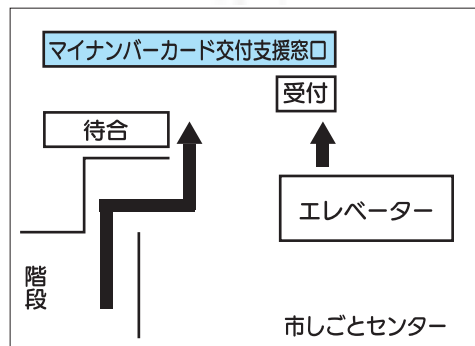 マイナンバーカード交付支援窓口
受付
待合
エレベーター
階段
市しごとセンター